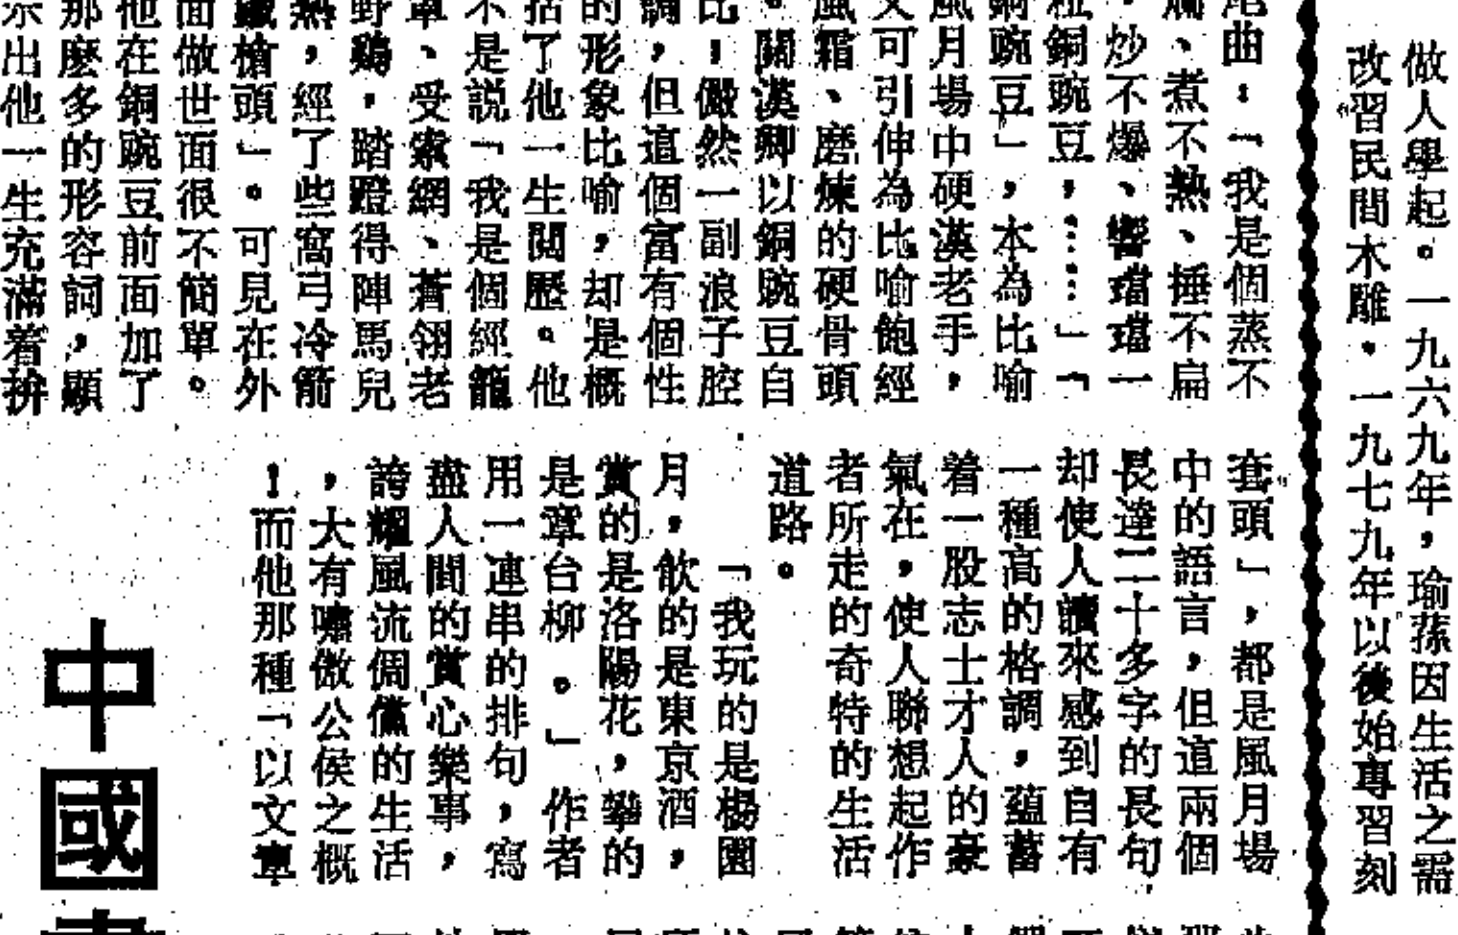 做人學起。一九六九年，瑜蓀因生活之需
改習民間木雕。一九七九年以後始專習刻
尾曲：「我是個蒸不
爛、煮不熱、捶不扁
、炒不爆、響璫璫一
粒銅豌豆，……」「
銅豌豆」，本為比喻
風月場中硬漢老手，
又可引伸為比喻飽經
風霜、磨煉的硬骨頭
。關漢卿以銅豌豆自
比；儼然一副浪子腔
調，但這個富有個性
的形象比喻，却是概
括了他一生閱歷。他
不是説「我是個經籠
罩、受索網、蒼翎老
野鷄，踏蹬得陣馬兒
熱，經了些窩弓冷箭
鑞槍頭」。可見在外
面做世面很不簡單。
他在銅豌豆前面加了
那麽多的形容詞，顯
示出他一生充滿着拚
套頭」，都是風月場
中的語言，但這兩個
長達二十多字的長句
却使人讀來感到自有
一種高的格調，蘊蓄
着一股志士才人的豪
氣在，使人聯想起作
者所走的奇特的生活
道路。
「我玩的是楊園
月，飲的是東京酒，
賞的是洛陽花，攀的
是章台柳。」作者
用一連串的排句，寫
盡人間的賞心樂事，
誇耀風流倜儻的生活
，大有嘯傲公侯之概
！而他那種「以文章
中國